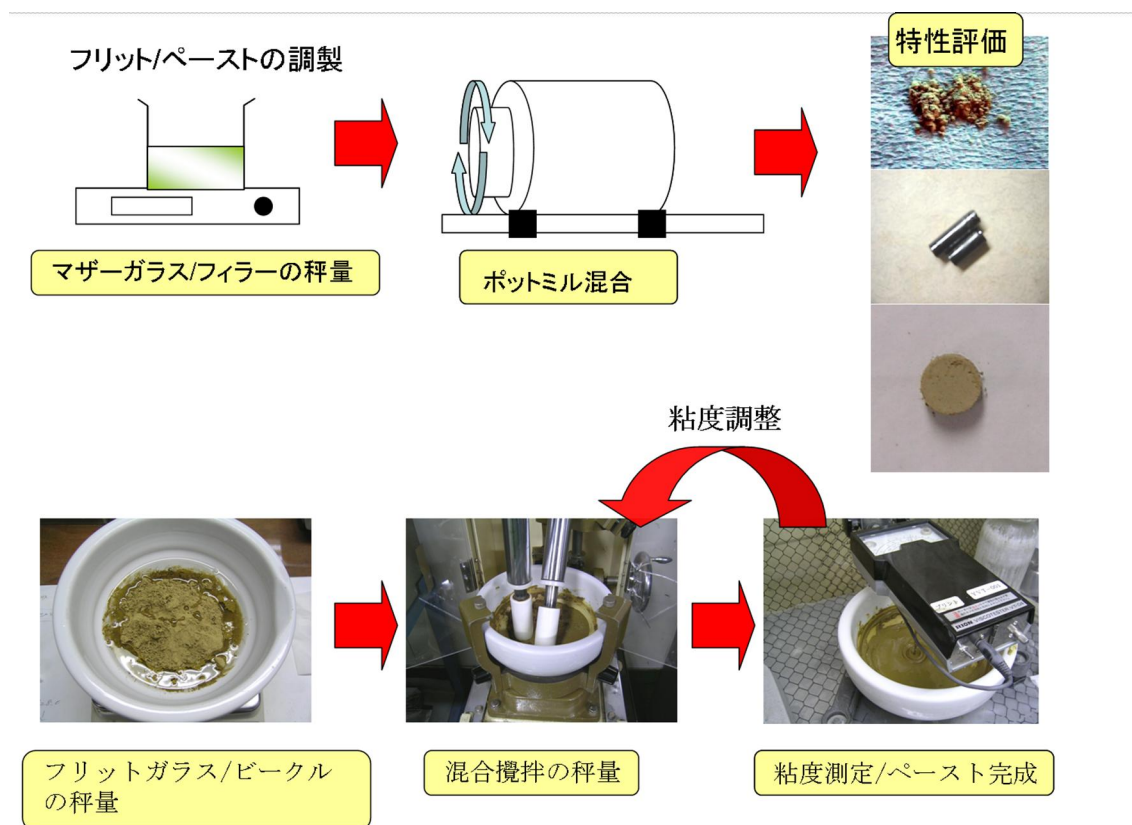 フリット/ペーストの調製
特性評価
マザーガラス/フィラーの秤量
ポットミル混合
粘度調整
フリットガラス/ビークル
の秤量
混合攪拌の秤量
粘度測定/ペースト完成